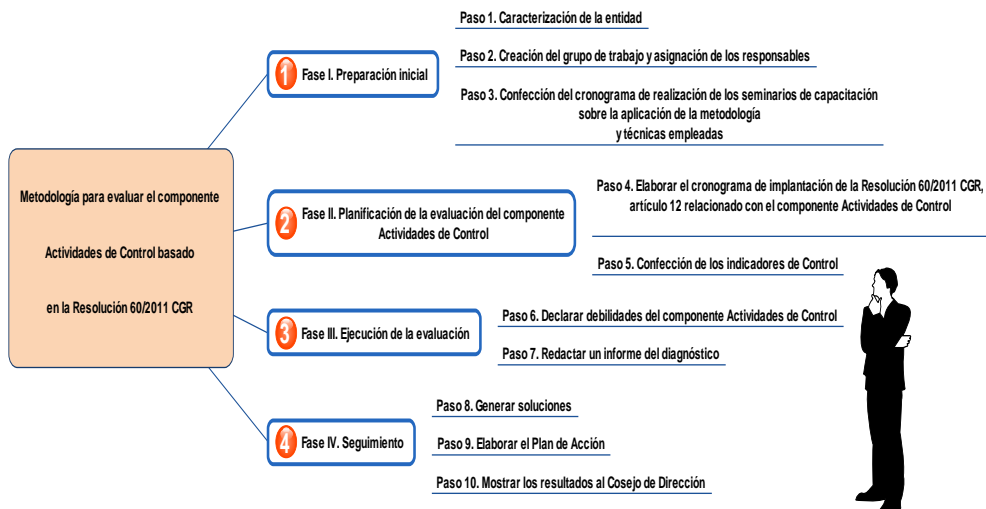 Metodología para evaluar el componente
Actividades de Control basado
en la Resolución 60/2011 CGR
1 Fase I. Preparación inicial
Paso 1. Caracterización de la entidad
Paso 2. Creación del grupo de trabajo y asignación de los responsables
Paso 3. Confección del cronograma de realización de los seminarios de capacitación
sobre la aplicación de la metodología
y técnicas empleadas
2 Fase II. Planificación de la evaluación del componente
Actividades de Control
Paso 4. Elaborar el cronograma de implantación de la Resolución 60/2011 CGR,
artículo 12 relacionado con el componente Actividades de Control
Paso 5. Confección de los indicadores de Control
3 Fase III. Ejecución de la evaluación
Paso 6. Declarar debilidades del componente Actividades de Control
Paso 7. Redactar un informe del diagnóstico
4 Fase IV. Seguimiento
Paso 8. Generar soluciones
Paso 9. Elaborar el Plan de Acción
Paso 10. Mostrar los resultados al Cosejo de Dirección